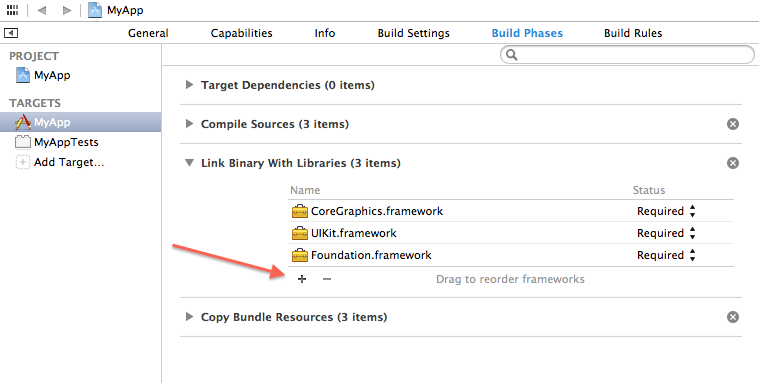 MyApp
General Capabilities Info Build Settings Build Phases Build Rules
PROJECT
MyApp
TARGETS
MyApp
MyAppTests
Add Target...
Target Dependencies (0 items)
Compile Sources (3 items)
Link Binary With Libraries (3 items)
Name Status
CoreGraphics.framework Required
UIKit.framework Required
Foundation.framework Required
+ − Drag to reorder frameworks
Copy Bundle Resources (3 items)